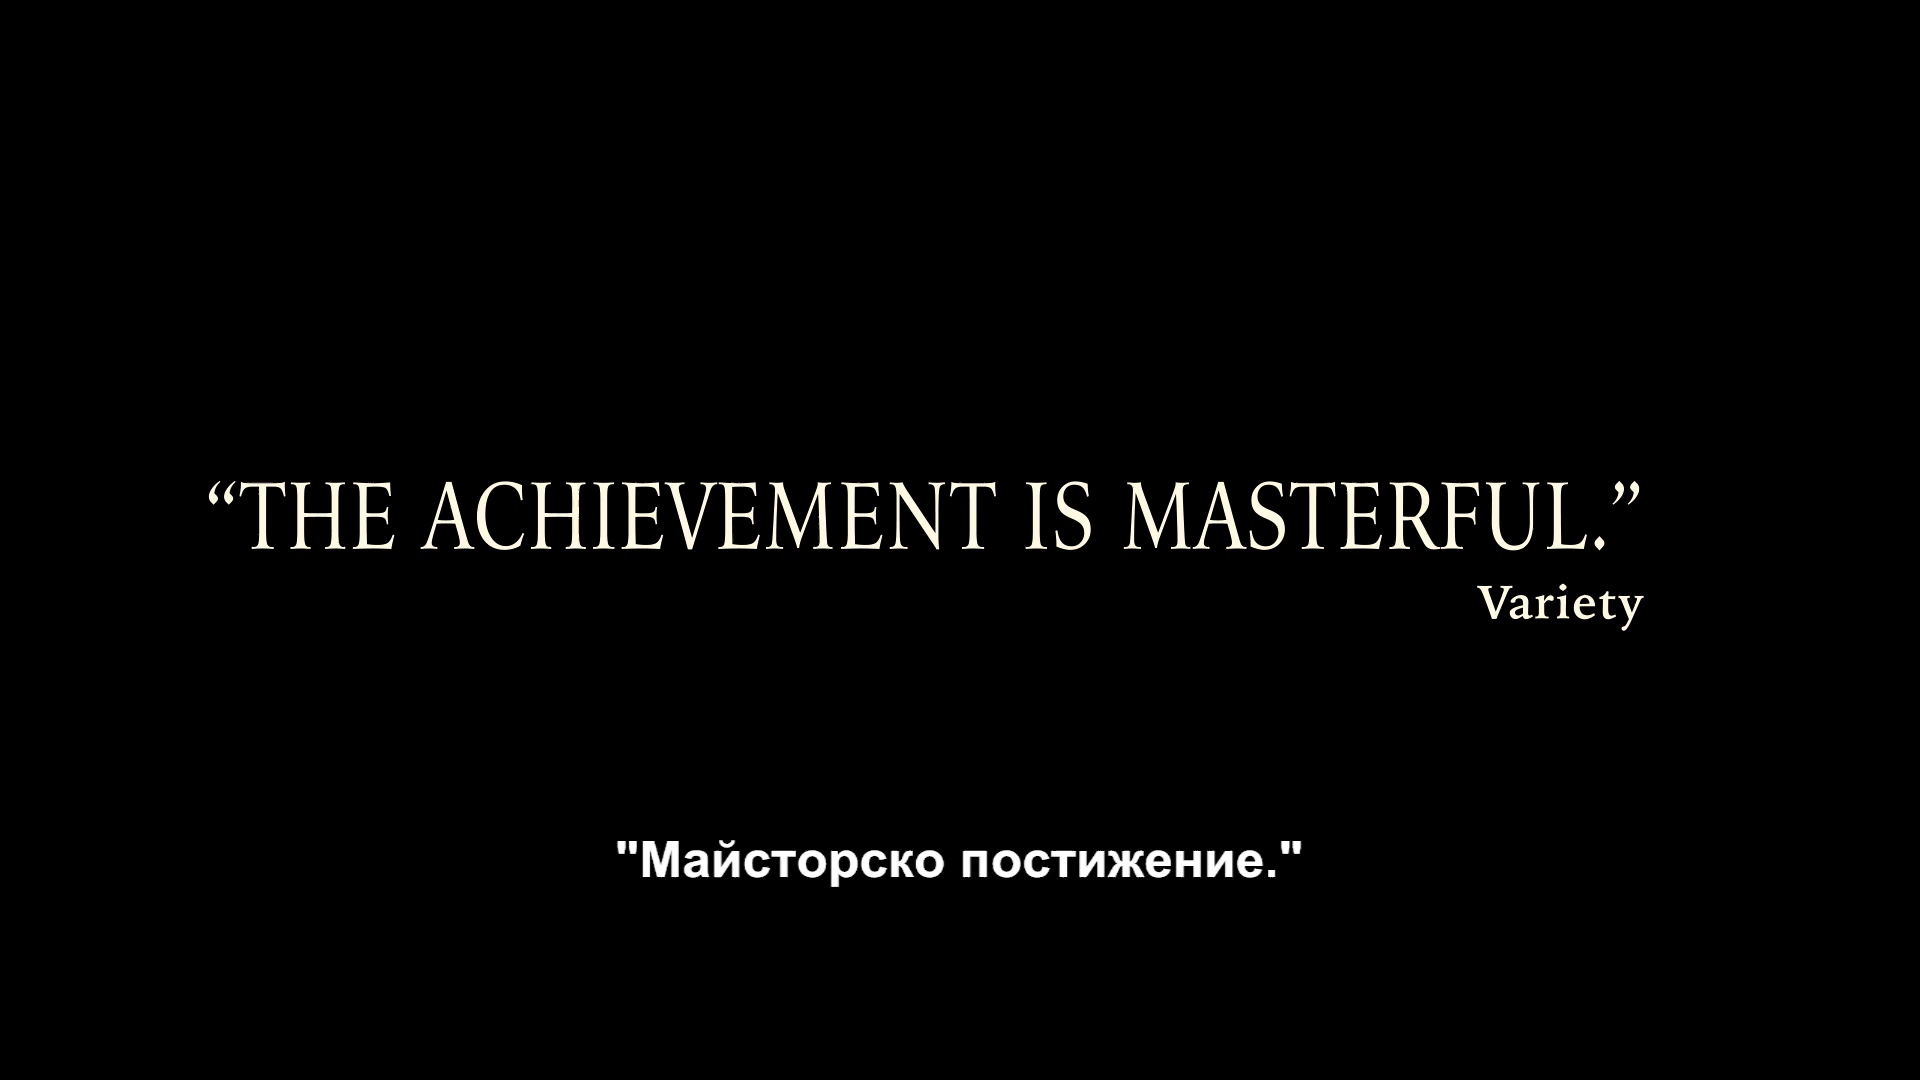 “THE ACHIEVEMENT IS MASTERFUL.”
Variety
"Майсторско постижение."